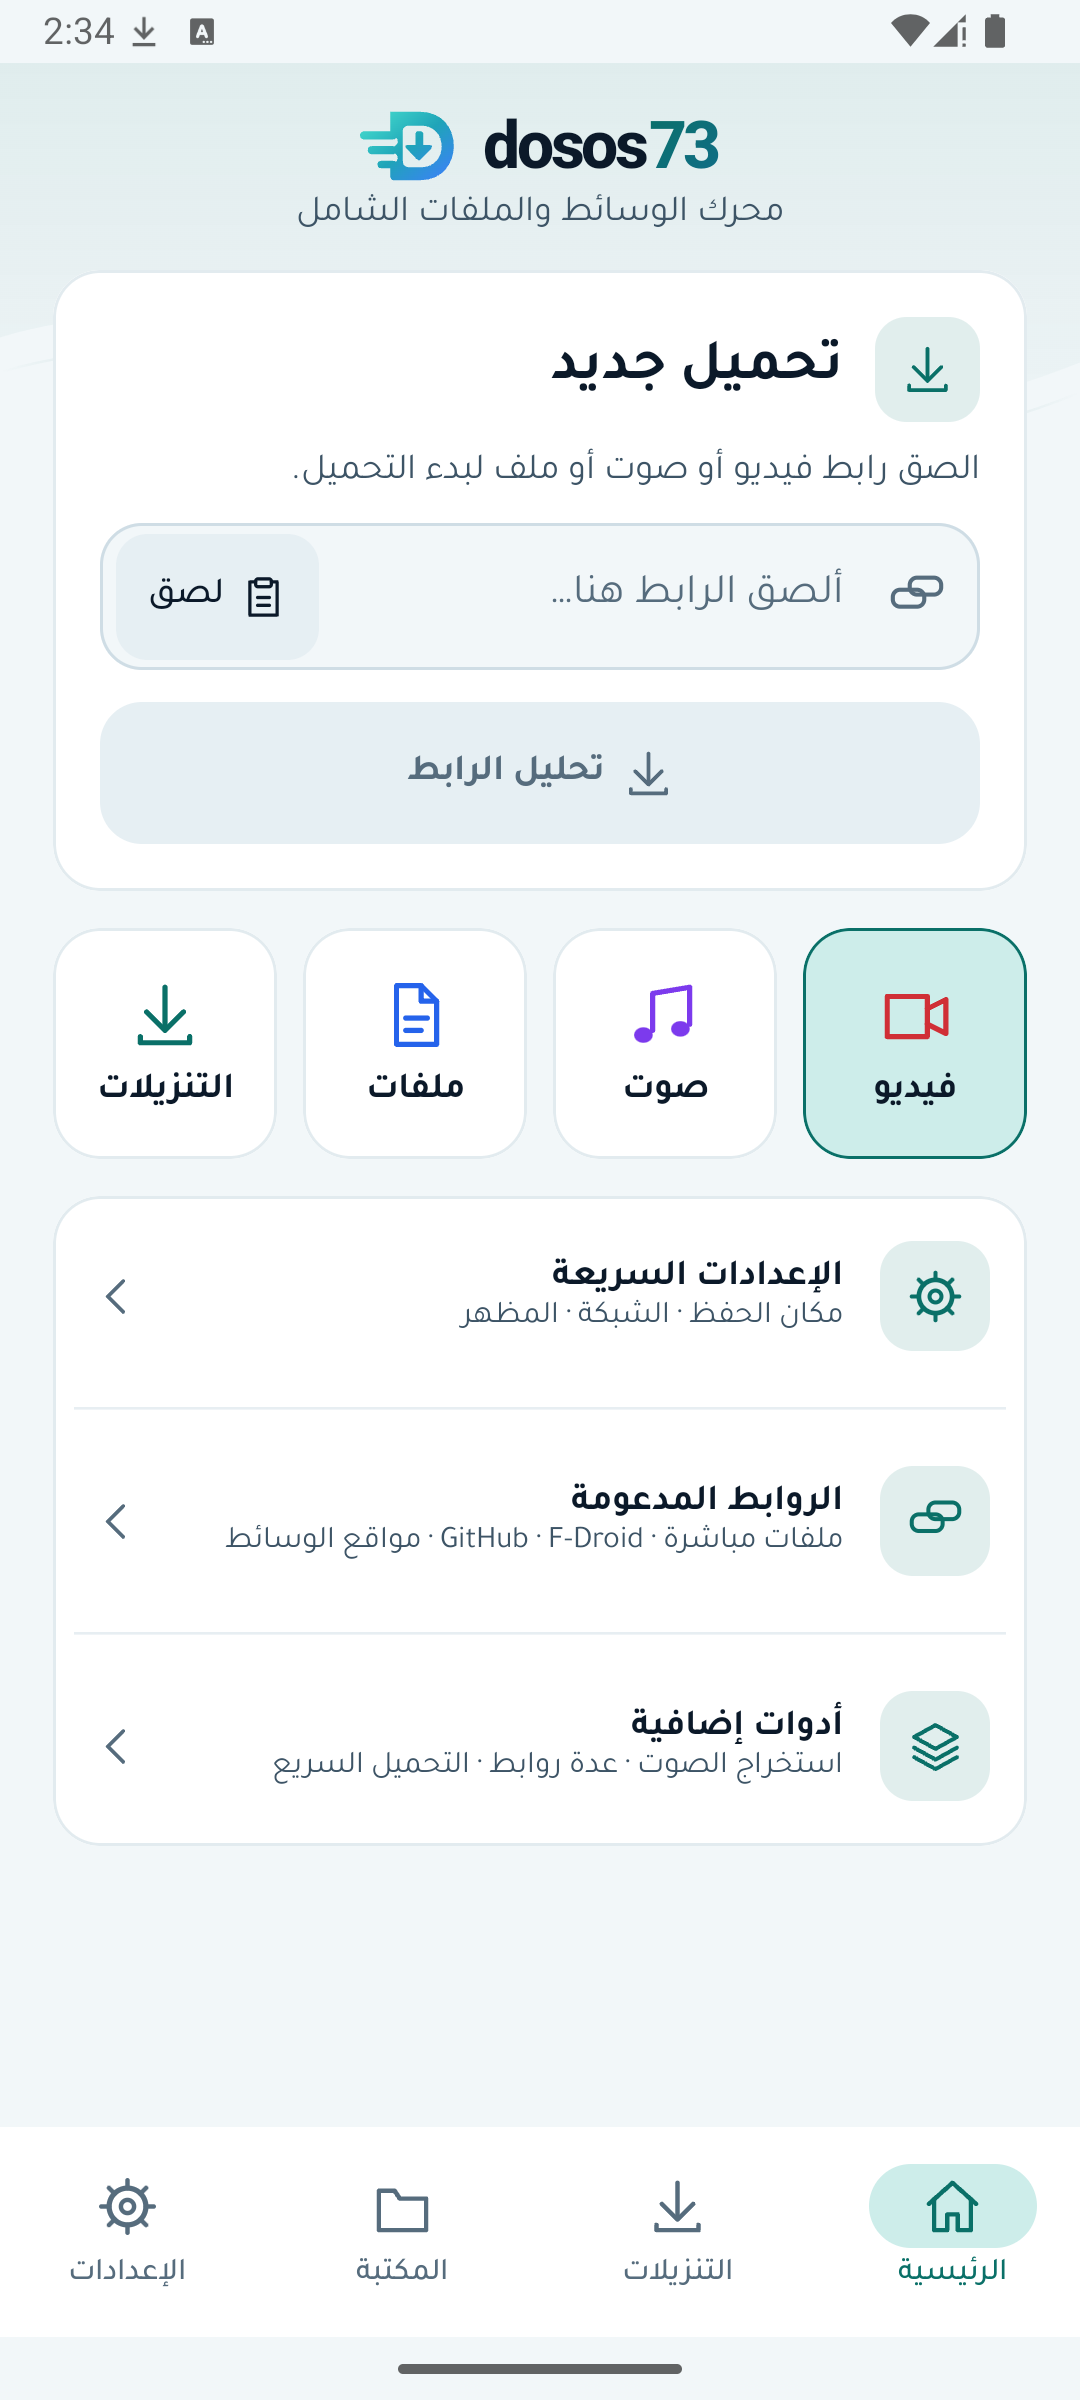 2:34
dosos73
محرك الوسائط والملفات الشامل
تحميل جديد
الصق رابط فيديو أو صوت أو ملف لبدء التحميل.
ألصق الرابط هنا...
لصق
تحليل الرابط
فيديو
صوت
ملفات
التنزيلات
الإعدادات السريعة
مكان الحفظ · الشبكة · المظهر
الروابط المدعومة
ملفات مباشرة · GitHub · F-Droid · مواقع الوسائط
أدوات إضافية
استخراج الصوت · عدة روابط · التحميل السريع
الرئيسية
التنزيلات
المكتبة
الإعدادات